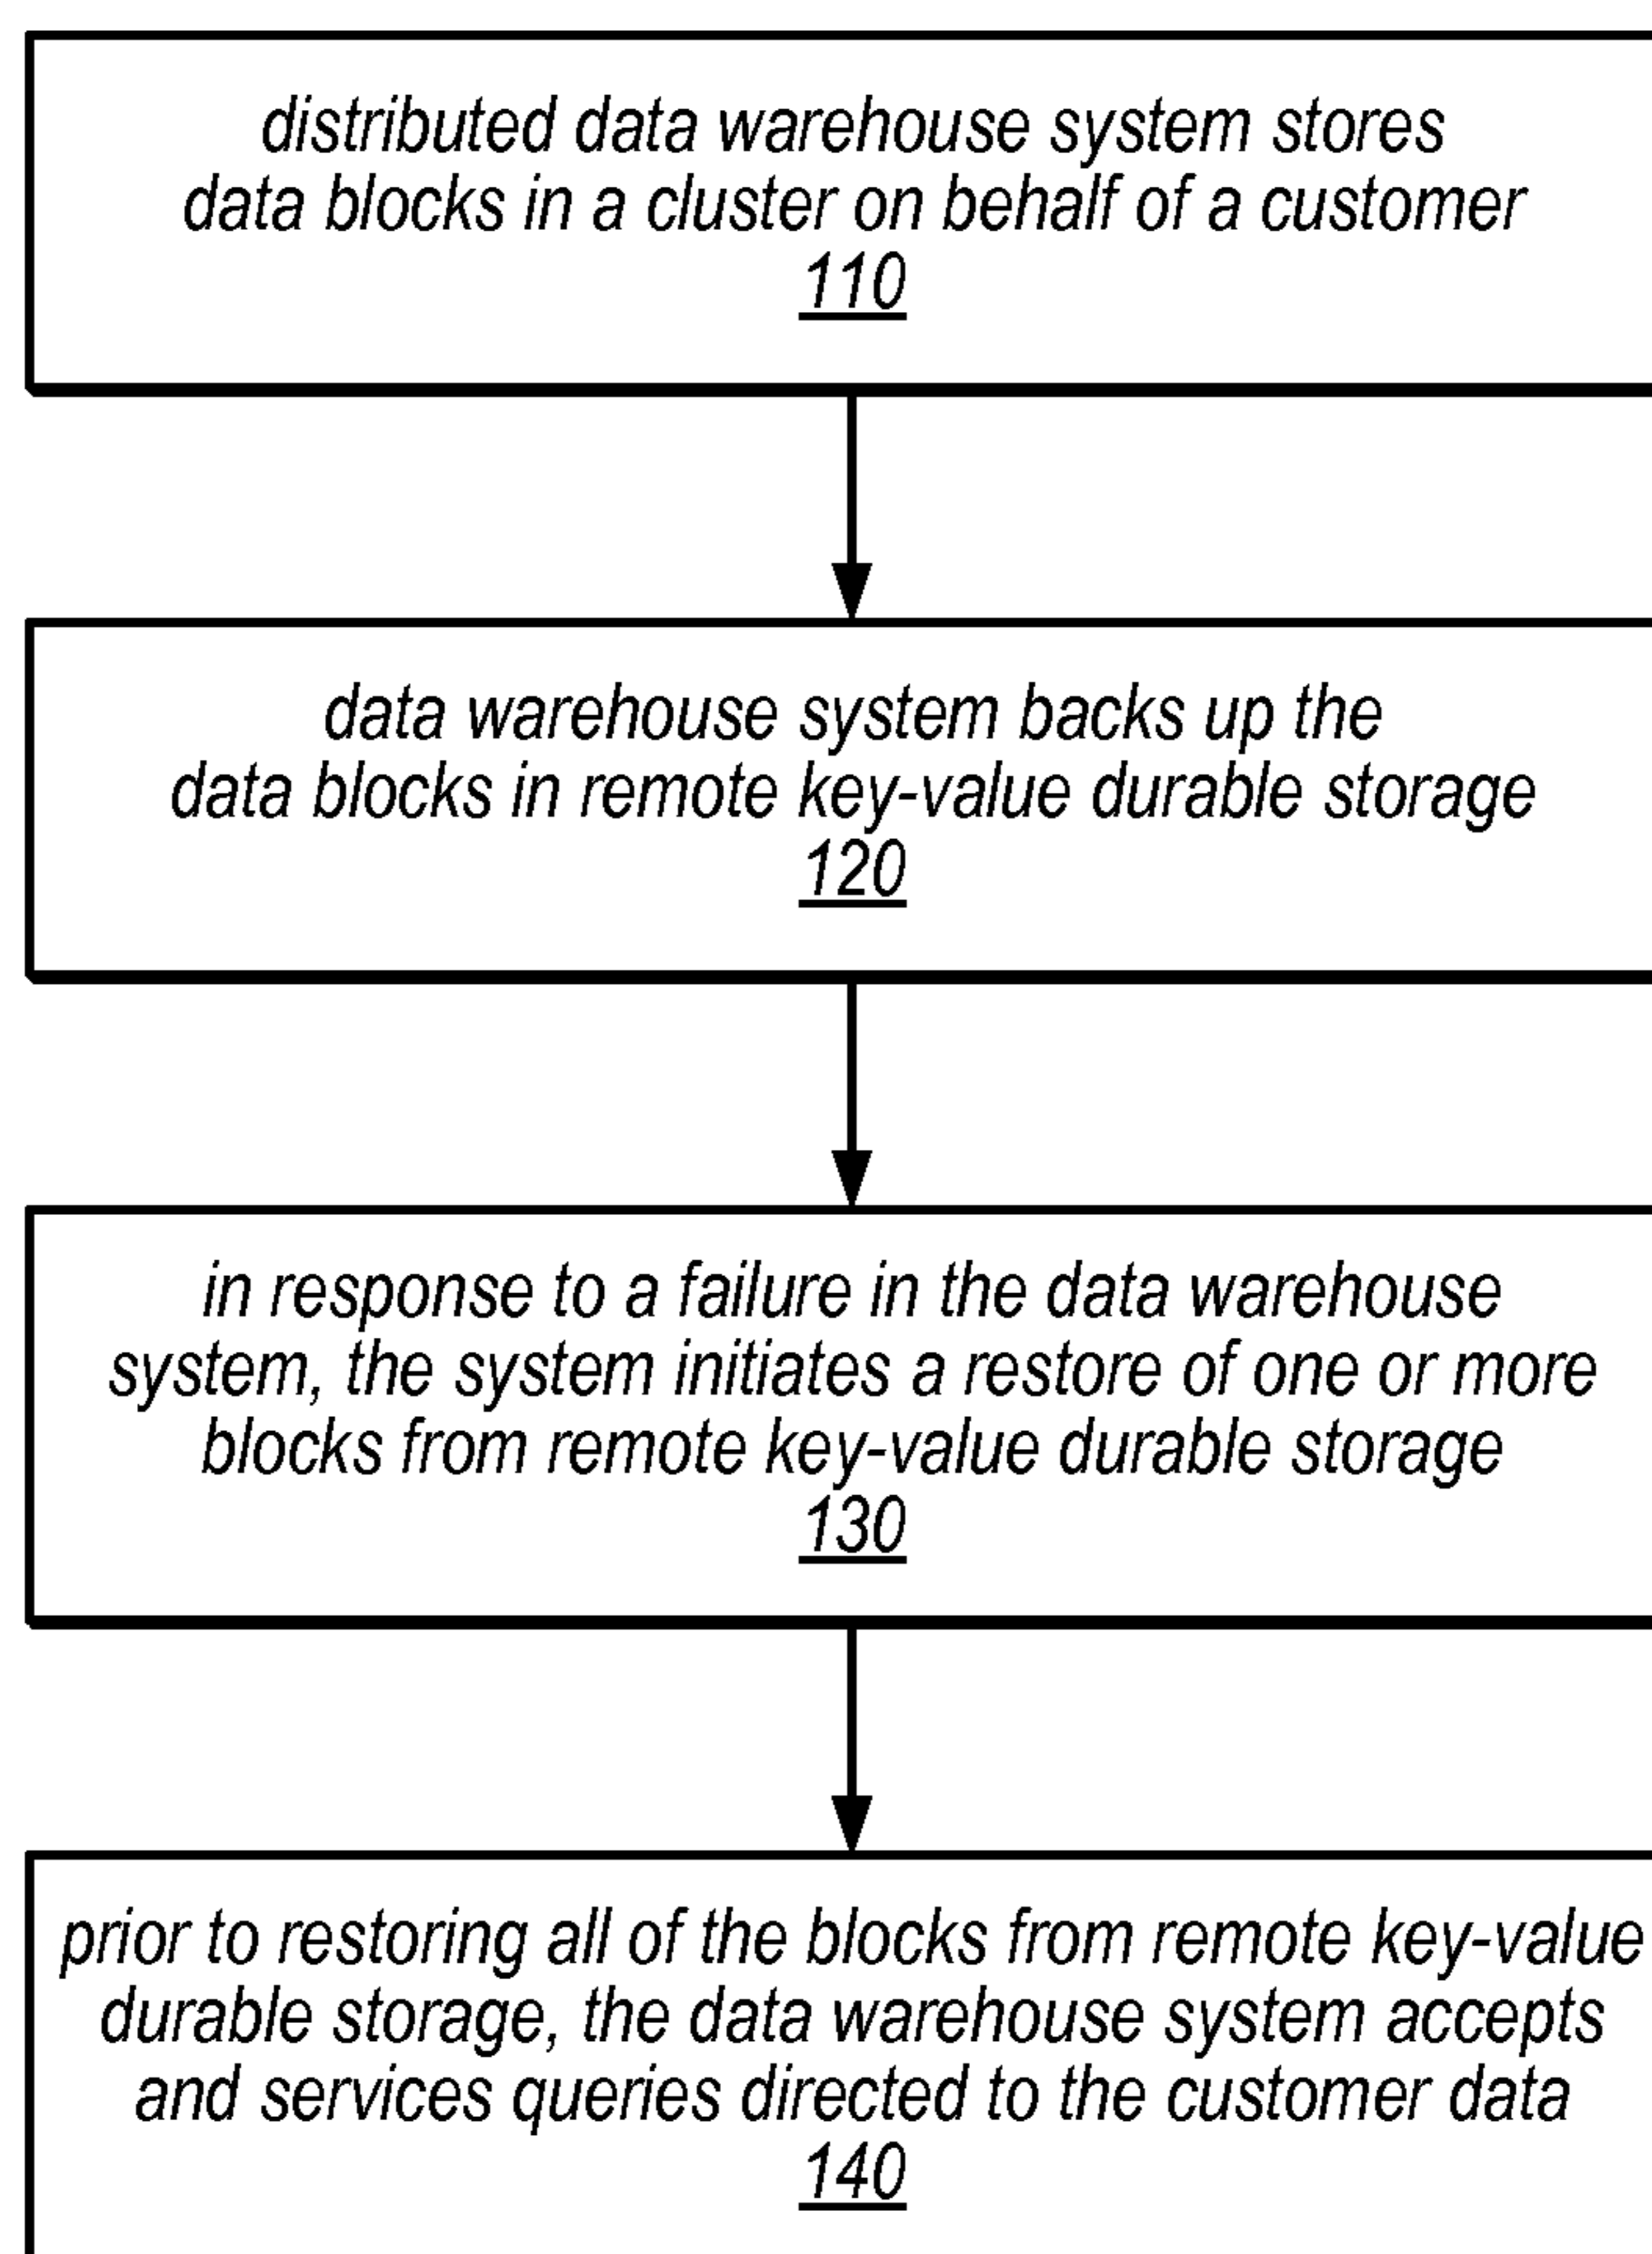 distributed data warehouse system stores
data blocks in a cluster on behalf of a customer
110
data warehouse system backs up the
data blocks in remote key-value durable storage
120
in response to a failure in the data warehouse
system, the system initiates a restore of one or more
blocks from remote key-value durable storage
130
prior to restoring all of the blocks from remote key-value
durable storage, the data warehouse system accepts
and services queries directed to the customer data
140